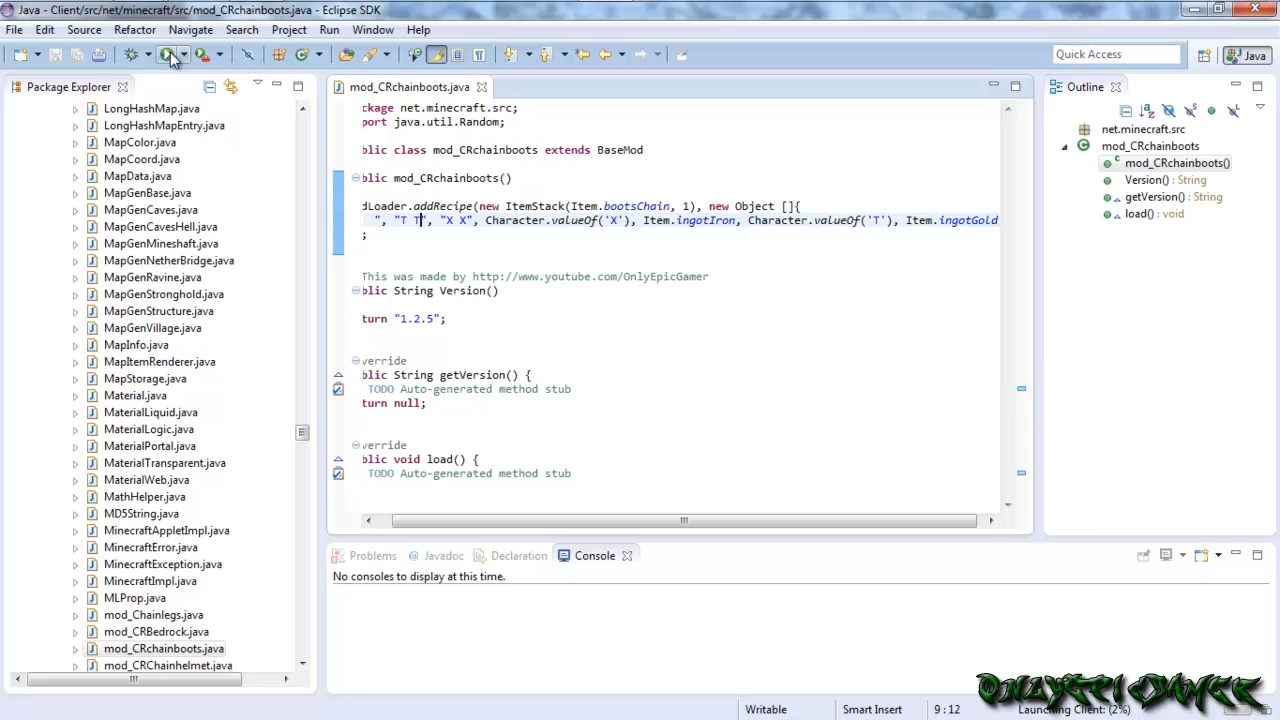 Java - Client/src/net/minecraft/src/mod_CRchainboots.java - Eclipse SDK
File Edit Source Refactoring Navigate Search Project Run Window Help
Quick Access Java
Package Explorer
LongHashMap.java
LongHashMapEntry.java
MapColor.java
MapCoord.java
MapData.java
MapGenBase.java
MapGenCaves.java
MapGenCavesHell.java
MapGenMineshaft.java
MapGenNetherBridge.java
MapGenRavine.java
MapGenStronghold.java
MapGenStructure.java
MapGenVillage.java
MapInfo.java
MapItemRenderer.java
MapStorage.java
Material.java
MaterialLiquid.java
MaterialLogic.java
MaterialPortal.java
MaterialTransparent.java
MaterialWeb.java
MathHelper.java
MD5String.java
MinecraftAppletImpl.java
MinecraftError.java
MinecraftException.java
MinecraftImpl.java
MLProp.java
mod_Chainlegs.java
mod_CRBedrock.java
mod_CRchainboots.java
mod_CRChainhelmet.java
mod_CRchainboots.java
ckage net.minecraft.src;
port java.util.Random;
blic class mod_CRchainboots extends BaseMod
blic mod_CRchainboots()
dLoader.addRecipe(new ItemStack(Item.bootsChain, 1), new Object []{
", "T T", "X X", Character.valueOf('X'), Item.ingotIron, Character.valueOf('T'), Item.ingotGold
;
This was made by http://www.youtube.com/OnlyEpicGamer
blic String Version()
turn "1.2.5";
verride
blic String getVersion() {
TODO Auto-generated method stub
turn null;
verride
blic void load() {
TODO Auto-generated method stub
Outline
net.minecraft.src
mod_CRchainboots
mod_CRchainboots()
Version() : String
getVersion() : String
load() : void
Problems Javadoc Declaration Console
No consoles to display at this time.
OnlyEpicGamer
Writable Smart Insert 9 : 12 Launching Client: (2%)